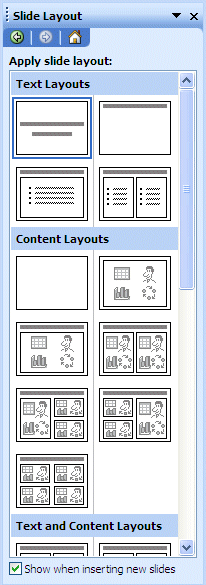 Slide Layout
Apply slide layout:
Text Layouts
Content Layouts
Text and Content Layouts
Show when inserting new slides